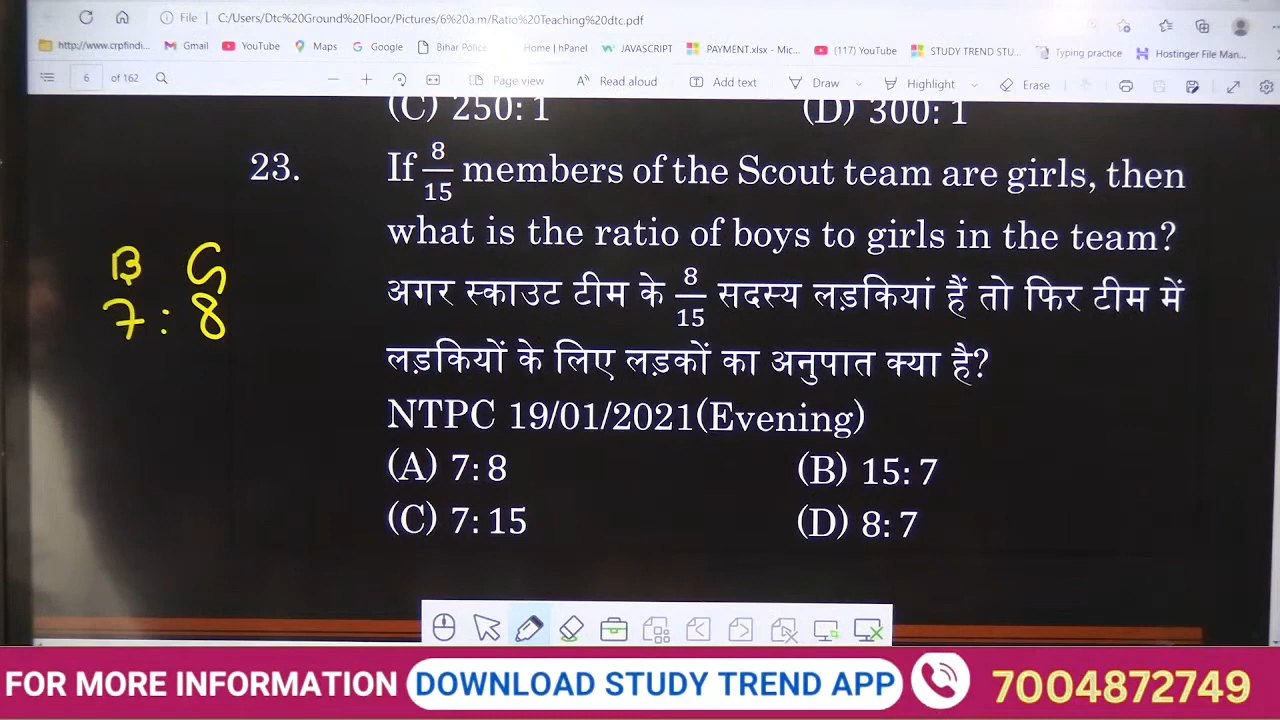 File C:/Users/Dtc%20Ground%20Floor/Pictures/6%20a.m/Ratio%20Teaching%20dtc.pdf
http://www.crpfindi... Gmail YouTube Maps Google Bihar Police Home | hPanel JAVASCRIPT PAYMENT.xlsx - Mic... (117) YouTube STUDY TREND STU... Typing practice Hostinger File Man...
6 of 162 Page view Read aloud Add text Draw Highlight Erase
(C) 250:1 (D) 300:1
23. If 8/15 members of the Scout team are girls, then
what is the ratio of boys to girls in the team?
अगर स्काउट टीम के 8/15 सदस्य लड़कियां हैं तो फिर टीम में
लड़कियों के लिए लड़कों का अनुपात क्या है?
NTPC 19/01/2021(Evening)
(A) 7:8 (B) 15:7
(C) 7:15 (D) 8:7
B G
7 : 8
FOR MORE INFORMATION DOWNLOAD STUDY TREND APP 7004872749